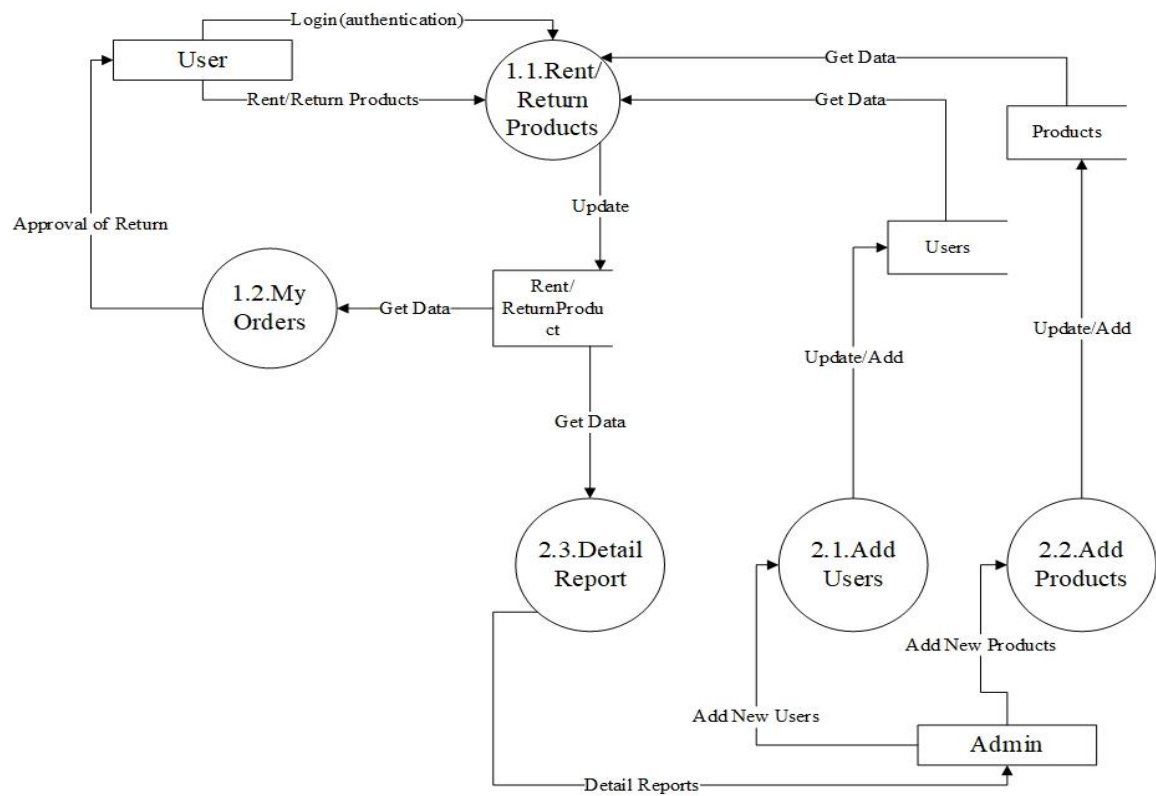 Login(authentication)
User
1.1.Rent/
Return
Products
Get Data
Rent/Return Products
Get Data
Products
Approval of Return
Update
Users
1.2.My
Orders
Get Data
Rent/
ReturnProdu
ct
Update/Add
Update/Add
Get Data
2.3.Detail
Report
2.1.Add
Users
2.2.Add
Products
Add New Products
Add New Users
Admin
Detail Reports